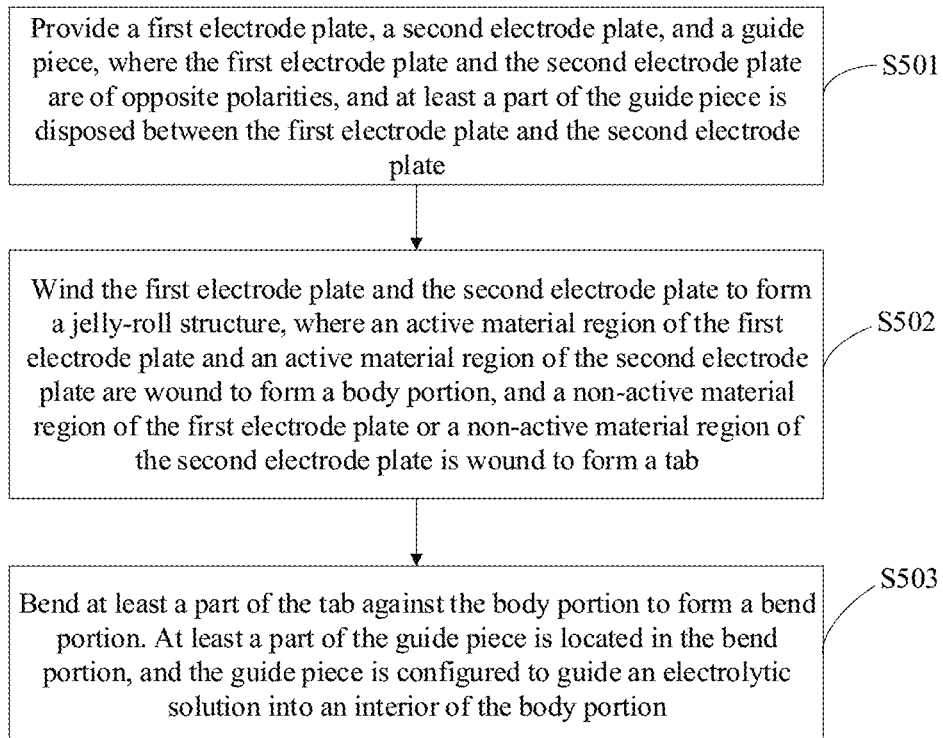 Provide a first electrode plate, a second electrode plate, and a guide
piece, where the first electrode plate and the second electrode plate
are of opposite polarities, and at least a part of the guide piece is
disposed between the first electrode plate and the second electrode
plate
S501
Wind the first electrode plate and the second electrode plate to form
a jelly-roll structure, where an active material region of the first
electrode plate and an active material region of the second electrode
plate are wound to form a body portion, and a non-active material
region of the first electrode plate or a non-active material region of
the second electrode plate is wound to form a tab
S502
Bend at least a part of the tab against the body portion to form a bend
portion. At least a part of the guide piece is located in the bend
portion, and the guide piece is configured to guide an electrolytic
solution into an interior of the body portion
S503